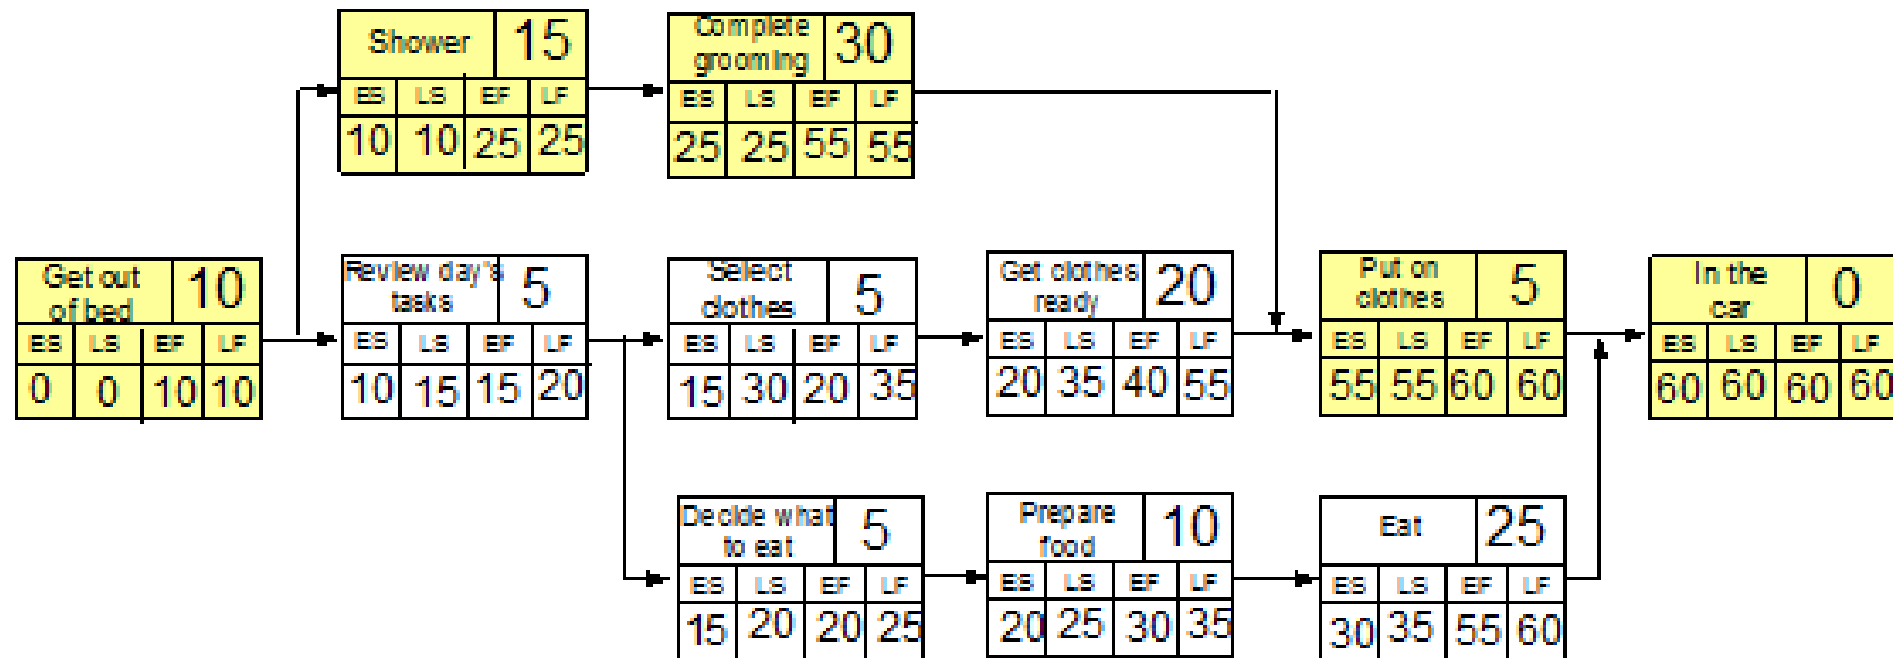 Shower 15
ES LS EF LF
10 10 25 25
Complete
grooming 30
ES LS EF LF
25 25 55 55
Get out
of bed 10
ES LS EF LF
0 0 10 10
Review day's
tasks 5
ES LS EF LF
10 15 15 20
Select
clothes 5
ES LS EF LF
15 30 20 35
Get clothes
ready 20
ES LS EF LF
20 35 40 55
Put on
clothes 5
ES LS EF LF
55 55 60 60
In the
car 0
ES LS EF LF
60 60 60 60
Decide what
to eat 5
ES LS EF LF
15 20 20 25
Prepare
food 10
ES LS EF LF
20 25 30 35
Eat 25
ES LS EF LF
30 35 55 60